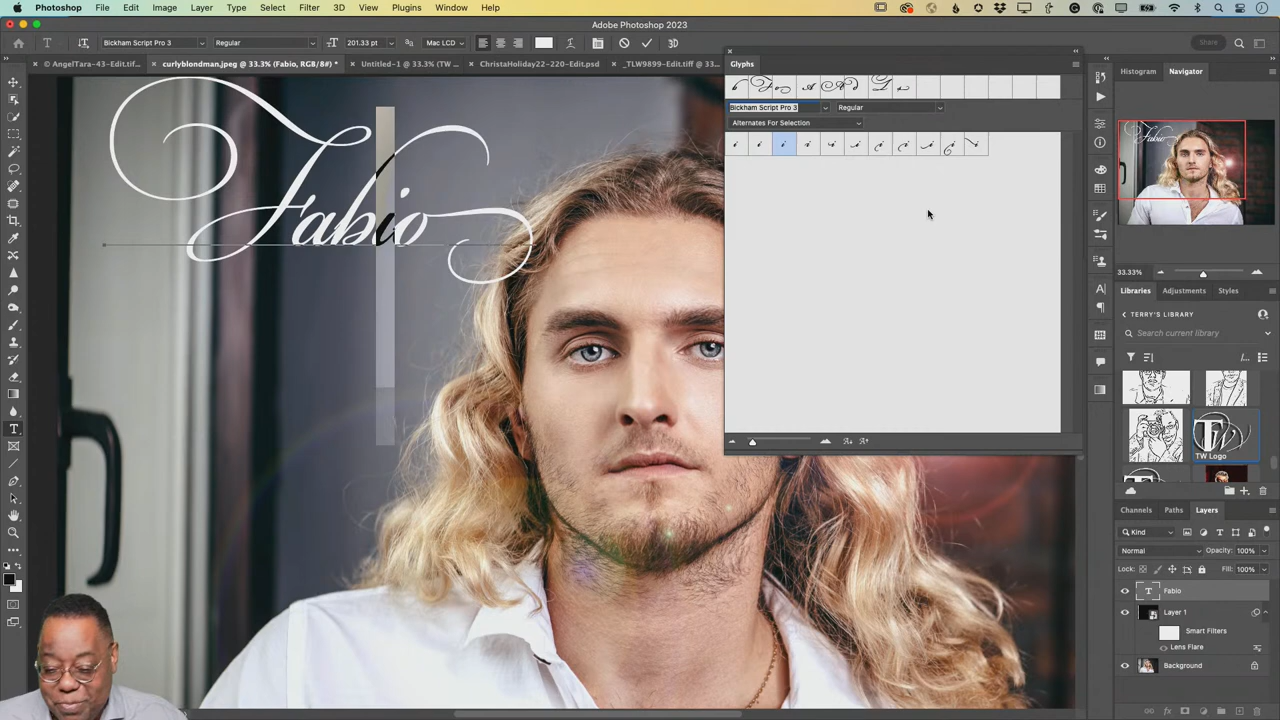 Photoshop File Edit Image Layer Type Select Filter 3D View Plugins Window Help
Adobe Photoshop 2023
Bickham Script Pro 3 Regular 201.33 pt Mac LCD 3D Share
© AngelTara-43-Edit.tif... curlyblondman.jpeg @ 33.3% (Fabio, RGB/8#) * Untitled-1 @ 33.3% (TW ... ChristaHoliday22-220-Edit.psd _TLW9899-Edit.tiff @ 33.3...
Glyphs
Bickham Script Pro 3 Regular
Alternates For Selection
Histogram Navigator
Fabio
33.33%
Libraries Adjustments Styles
TERRY'S LIBRARY
Search current library
TW Logo
Channels Paths Layers
Kind
Normal Opacity: 100%
Lock: Fill: 100%
Fabio
Layer 1
Smart Filters
Lens Flare
Background